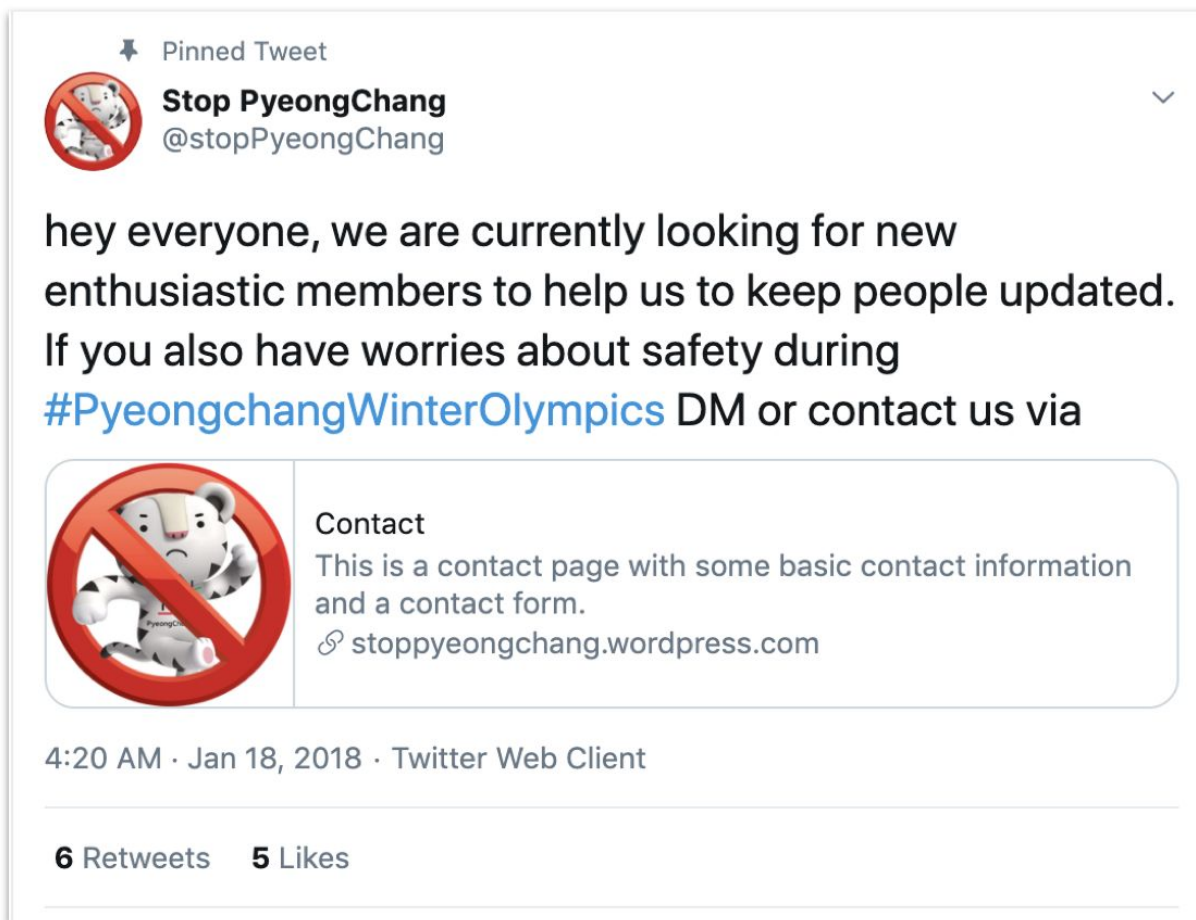 Pinned Tweet
Stop PyeongChang
@stopPyeongChang
hey everyone, we are currently looking for new
enthusiastic members to help us to keep people updated.
If you also have worries about safety during
#PyeongchangWinterOlympics DM or contact us via
Contact
This is a contact page with some basic contact information
and a contact form.
stoppyeongchang.wordpress.com
4:20 AM · Jan 18, 2018 · Twitter Web Client
6 Retweets 5 Likes